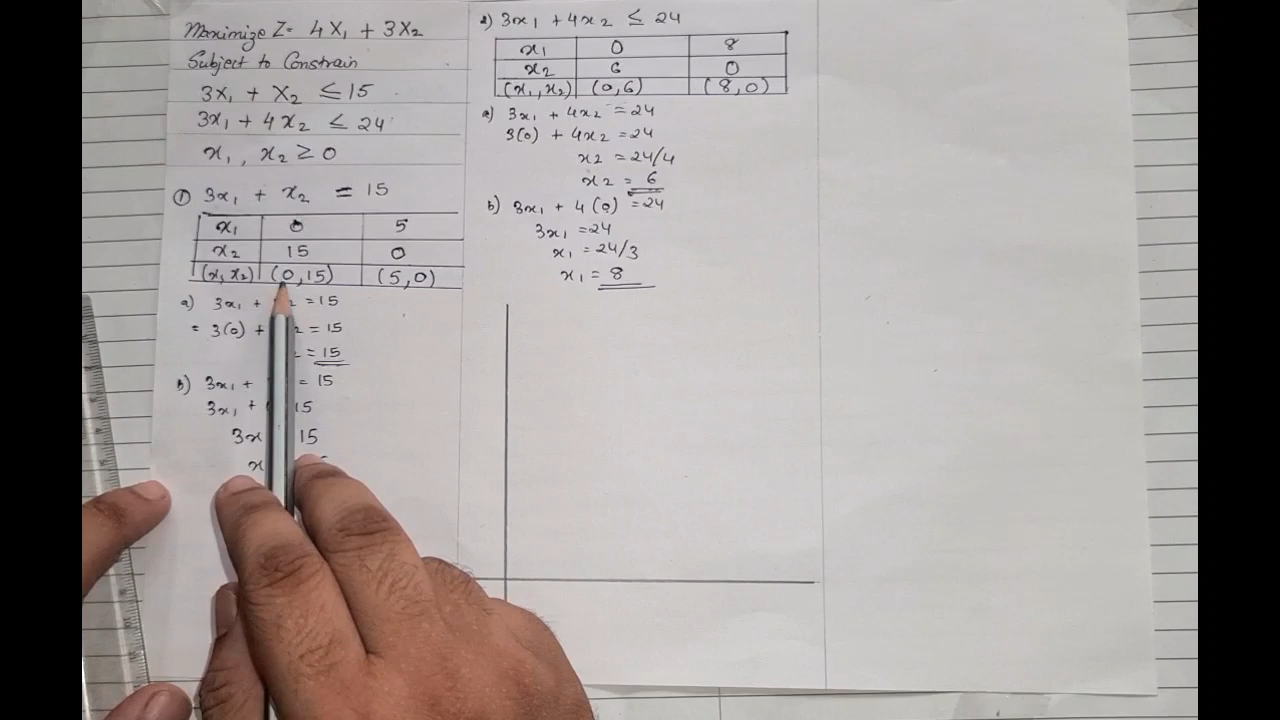 Maximize Z= 4X₁ + 3X₂
Subject to Constrain
3x₁ + X₂ ≤ 15
3x₁ + 4x₂ ≤ 24
x₁, x₂ ≥ 0
① 3x₁ + x₂ = 15
x₁ 0 5
x₂ 15 0
(x₁,x₂) (0,15) (5,0)
a) 3x₁ + ₂ = 15
= 3(0) + ₂ = 15
= 15
b) 3x₁ + = 15
3x₁ + 15
3x 15
x
2) 3x₁ + 4x₂ ≤ 24
x₁ 0 8
x₂ 6 0
(x₁,x₂) (0,6) (8,0)
a) 3x₁ + 4x₂ = 24
3(0) + 4x₂ = 24
x₂ = 24/4
x₂ = 6
b) 3x₁ + 4(0) = 24
3x₁ = 24
x₁ = 24/3
x₁ = 8